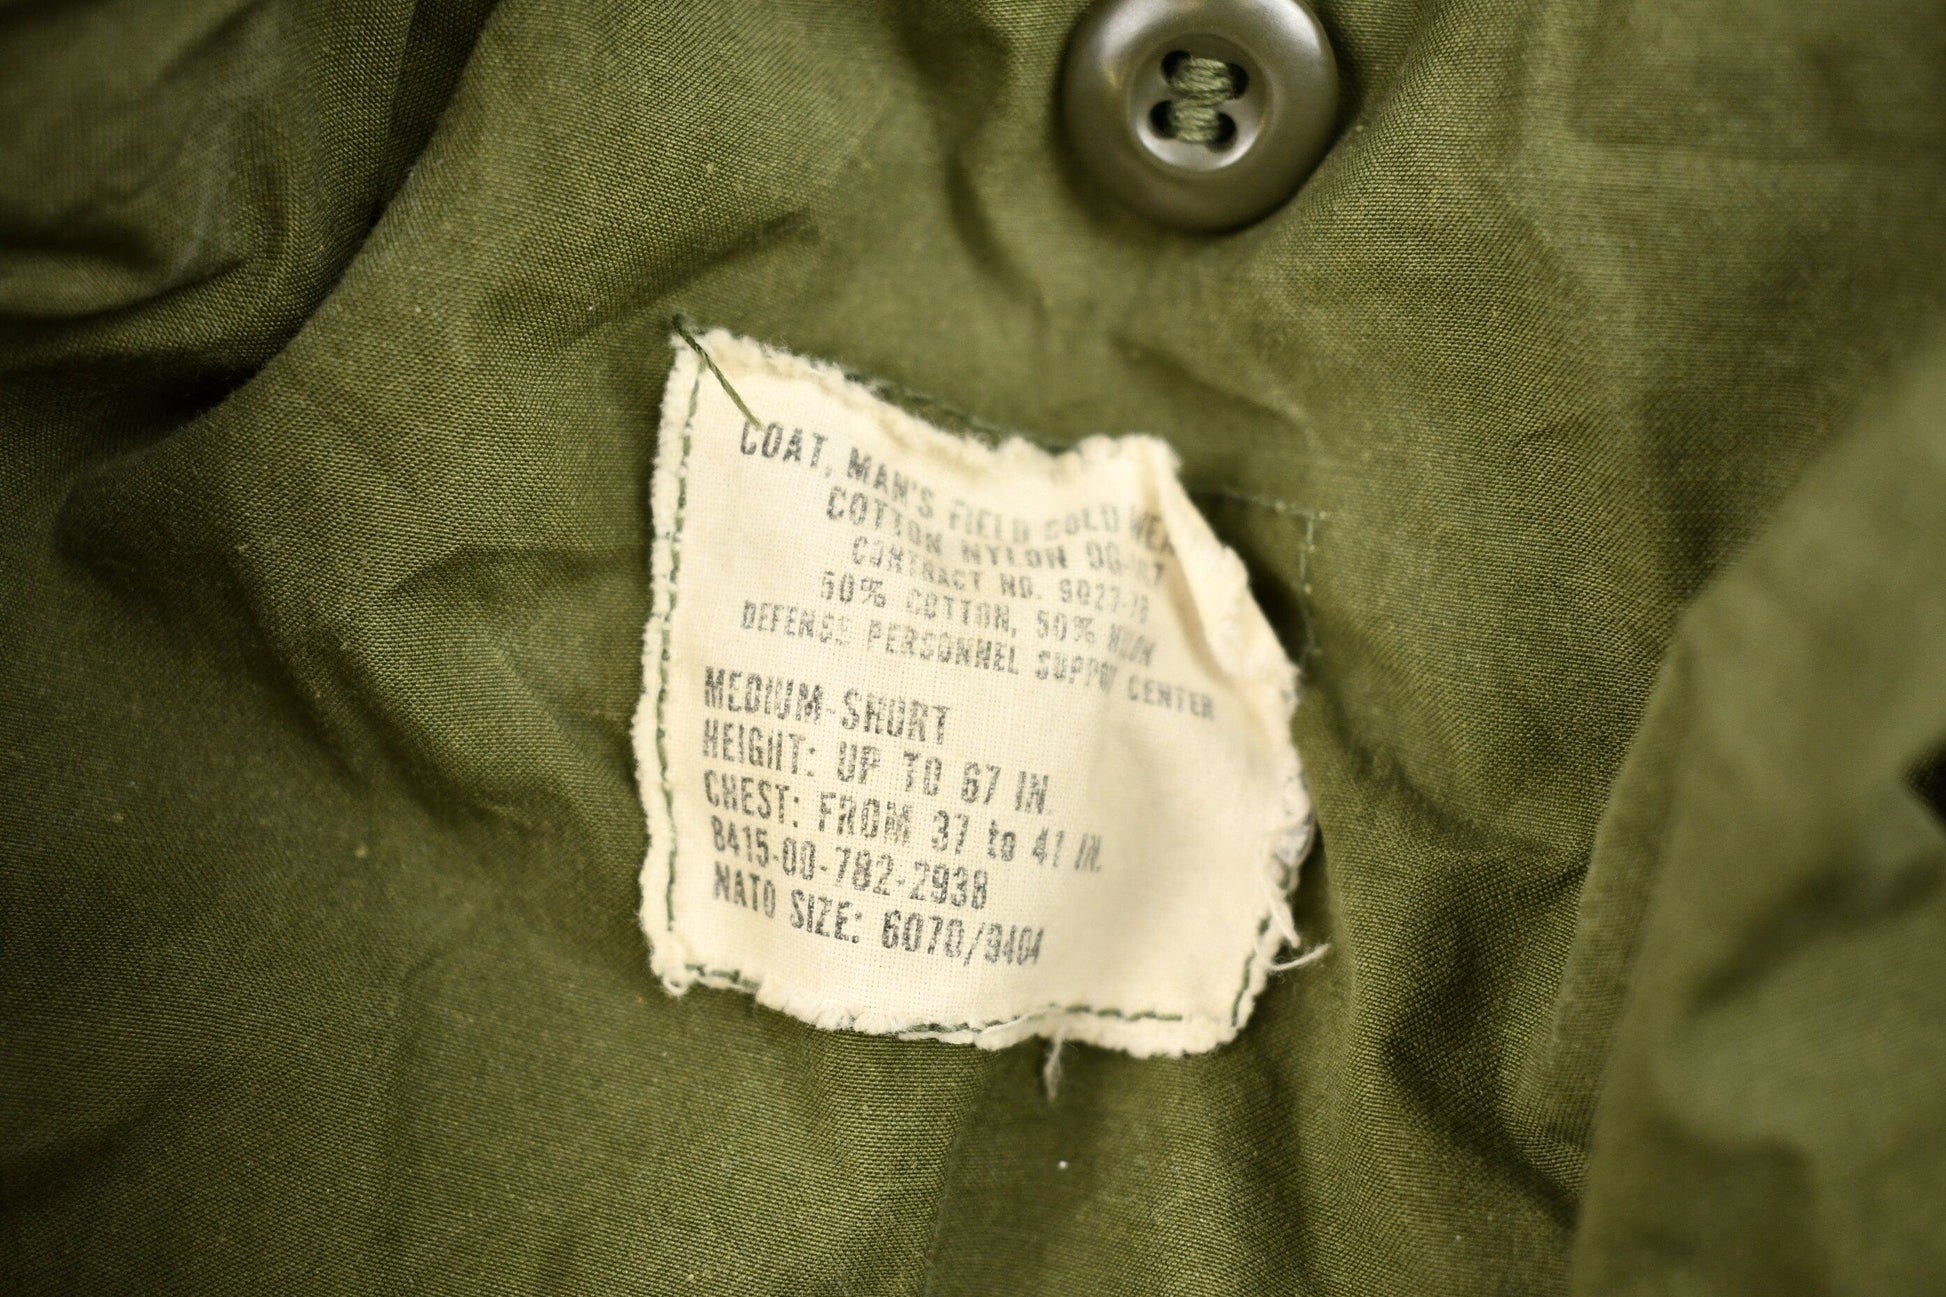 COAT, MAN'S FIELD COLD WEA
COTTON NYLON OG-107
CONTRACT NO.
50% COTTON, 50% NYLON
DEFENSE PERSONNEL SUPPORT CENTER
MEDIUM-SHORT
HEIGHT: UP TO 67 IN.
CHEST: FROM 37 to 41 IN.
8415-00-782-2938
NATO SIZE: 6070/9404